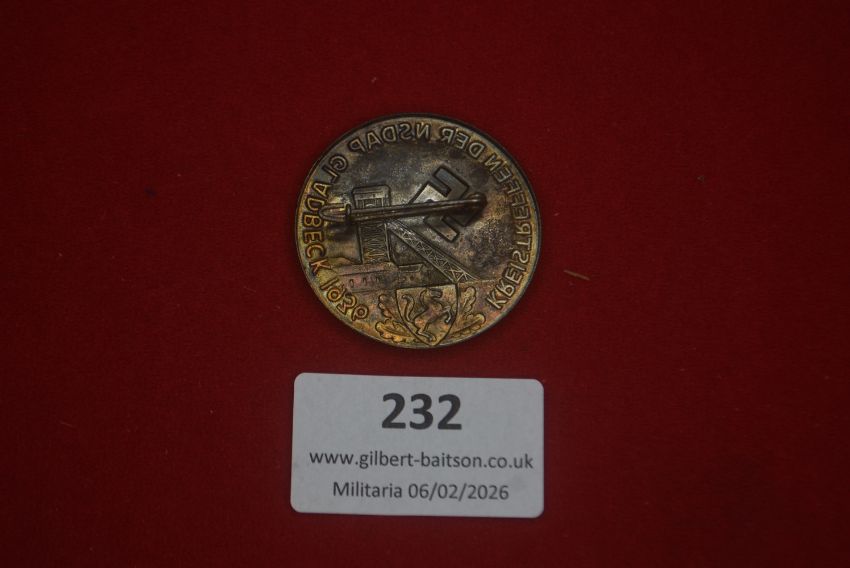 KREISTREFFEN DER NSDAP GLADBECK 1936
232
www.gilbert-baitson.co.uk
Militaria 06/02/2026